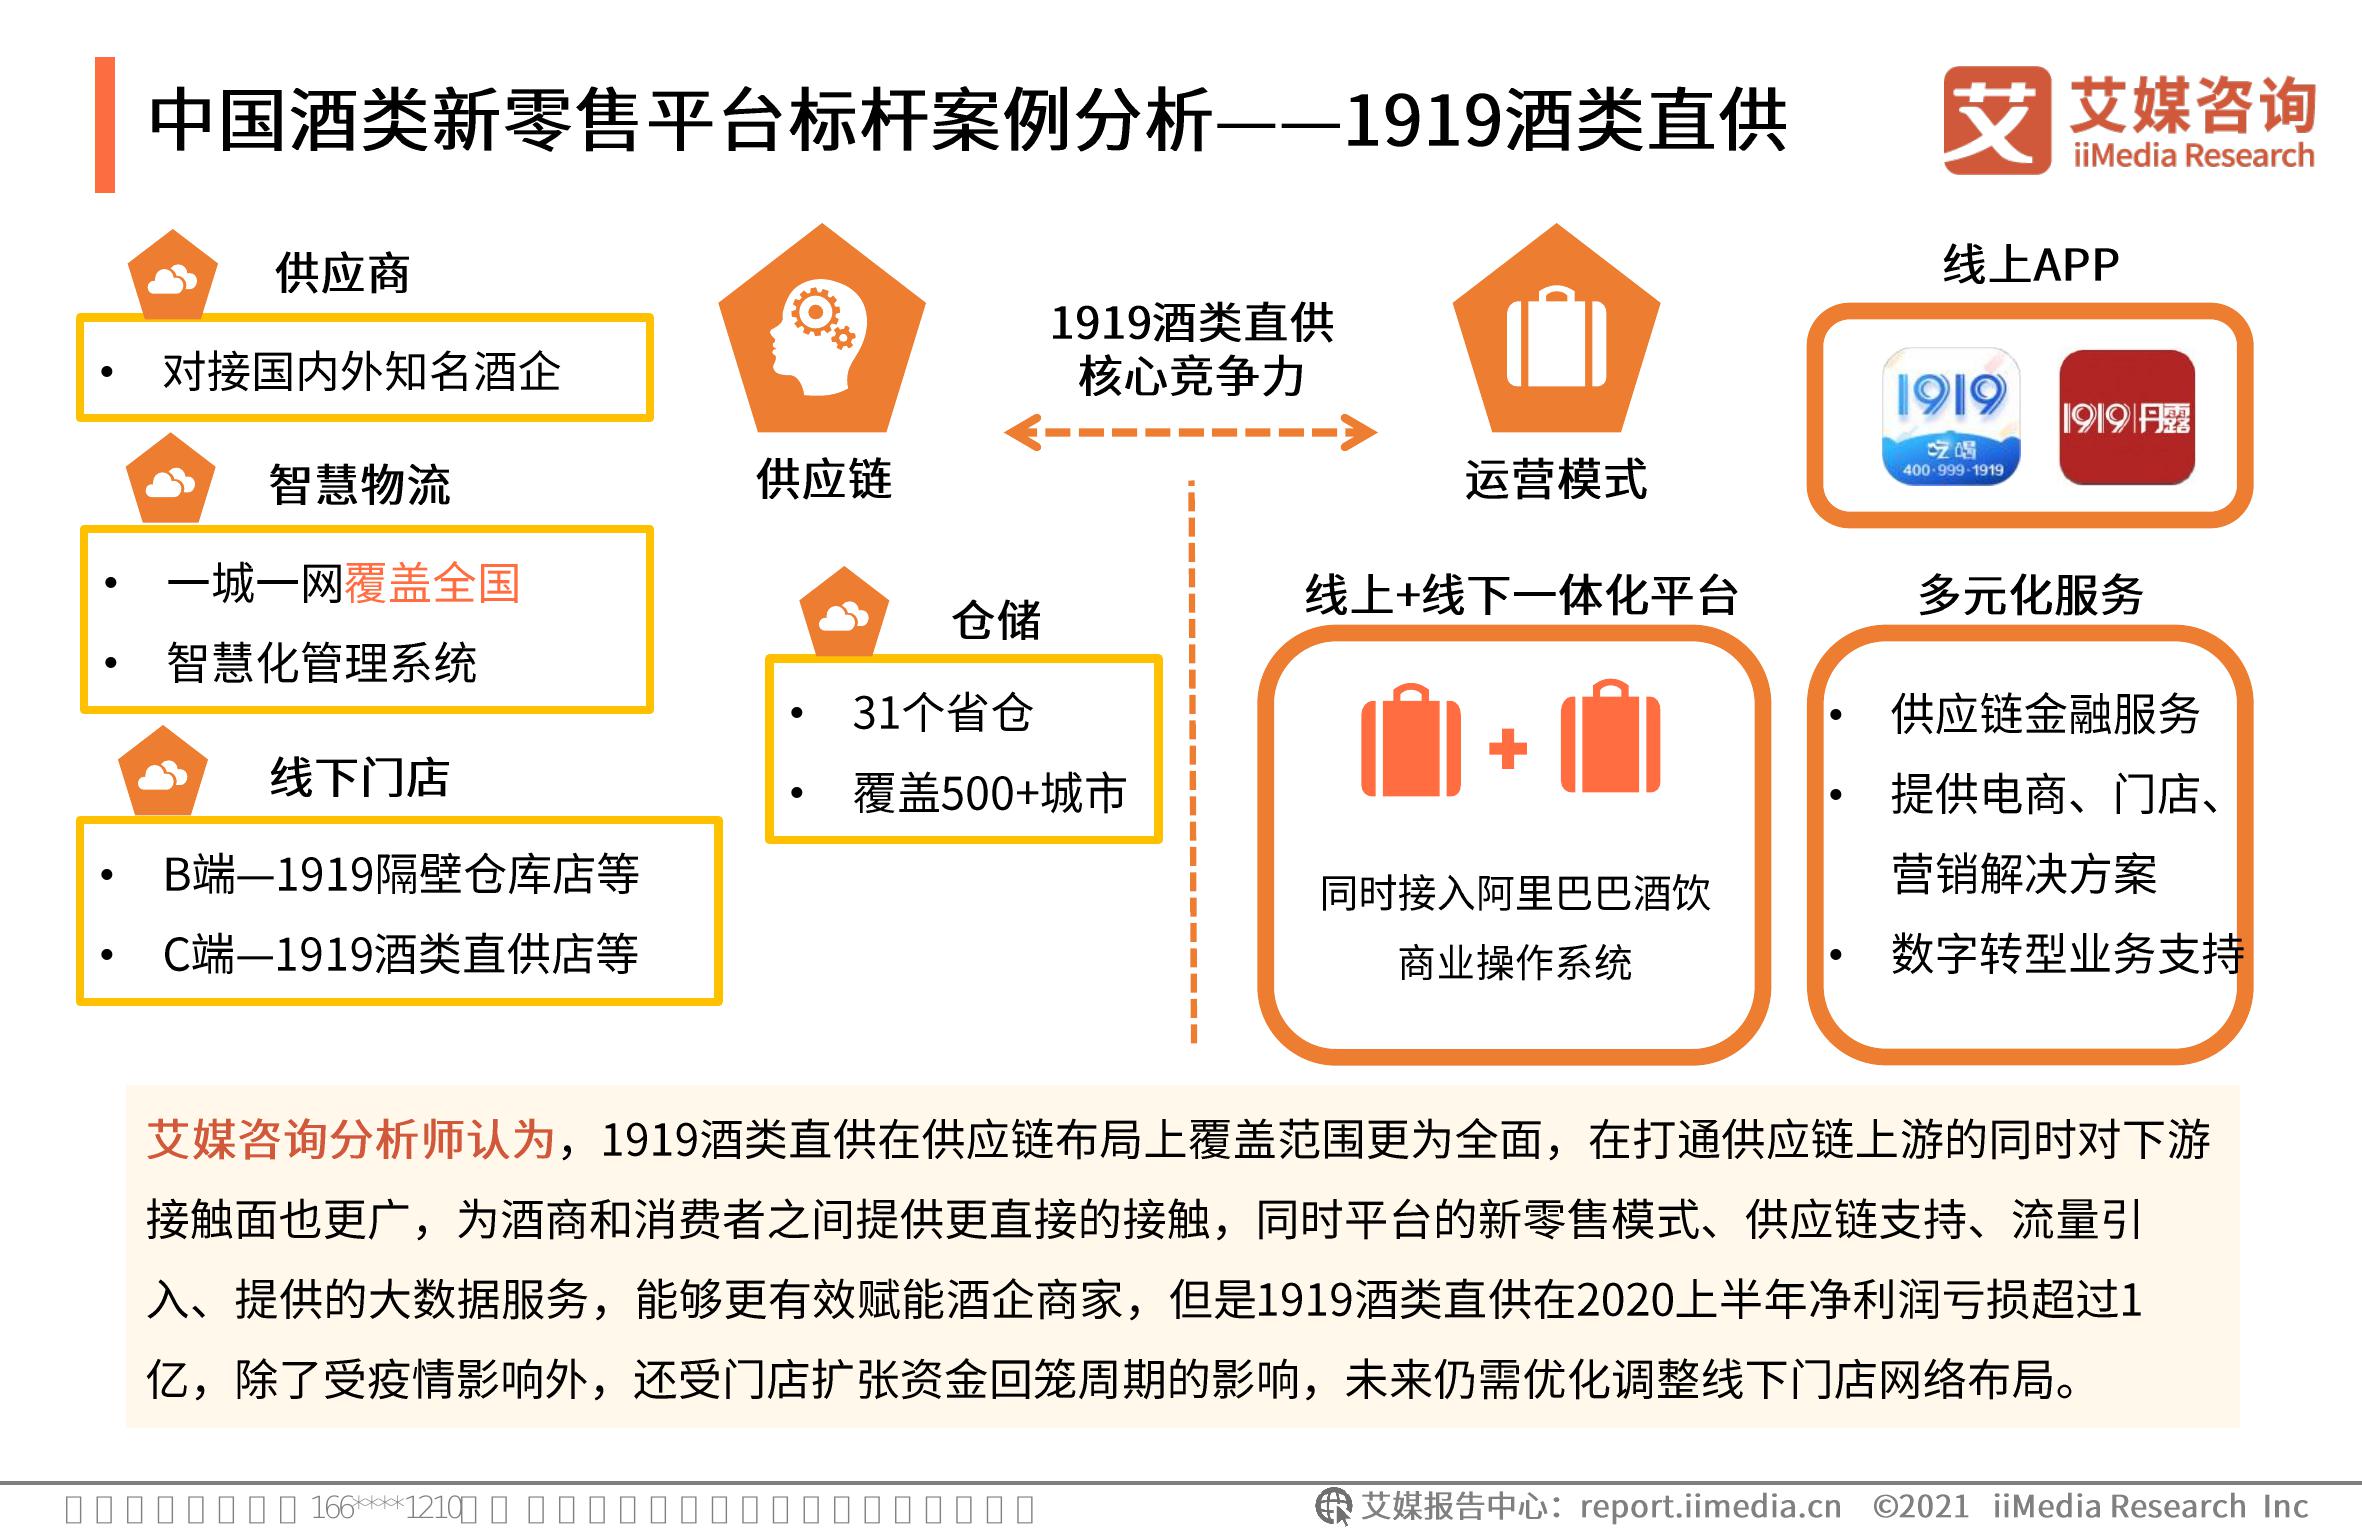 中国酒类新零售平台标杆案例分析——1919酒类直供
艾
艾媒咨询
iiMedia Research
供应商
• 对接国内外知名酒企
智慧物流
• 一城一网覆盖全国
• 智慧化管理系统
线下门店
• B端—1919隔壁仓库店等
• C端—1919酒类直供店等
供应链
1919酒类直供
核心竞争力
运营模式
仓储
• 31个省仓
• 覆盖500+城市
线上APP
1919
吃喝
400·999·1919
1919|丹露
线上+线下一体化平台
同时接入阿里巴巴酒饮
商业操作系统
多元化服务
• 供应链金融服务
• 提供电商、门店、
营销解决方案
• 数字转型业务支持
艾媒咨询分析师认为，1919酒类直供在供应链布局上覆盖范围更为全面，在打通供应链上游的同时对下游
接触面也更广，为酒商和消费者之间提供更直接的接触，同时平台的新零售模式、供应链支持、流量引
入、提供的大数据服务，能够更有效赋能酒企商家，但是1919酒类直供在2020上半年净利润亏损超过1
亿，除了受疫情影响外，还受门店扩张资金回笼周期的影响，未来仍需优化调整线下门店网络布局。
166****1210
艾媒报告中心：report.iimedia.cn ©2021 iiMedia Research Inc